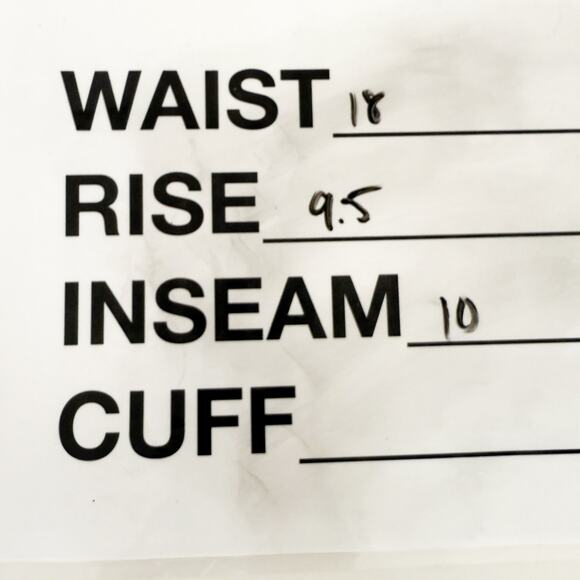 WAIST 18
RISE 9.5
INSEAM 10
CUFF